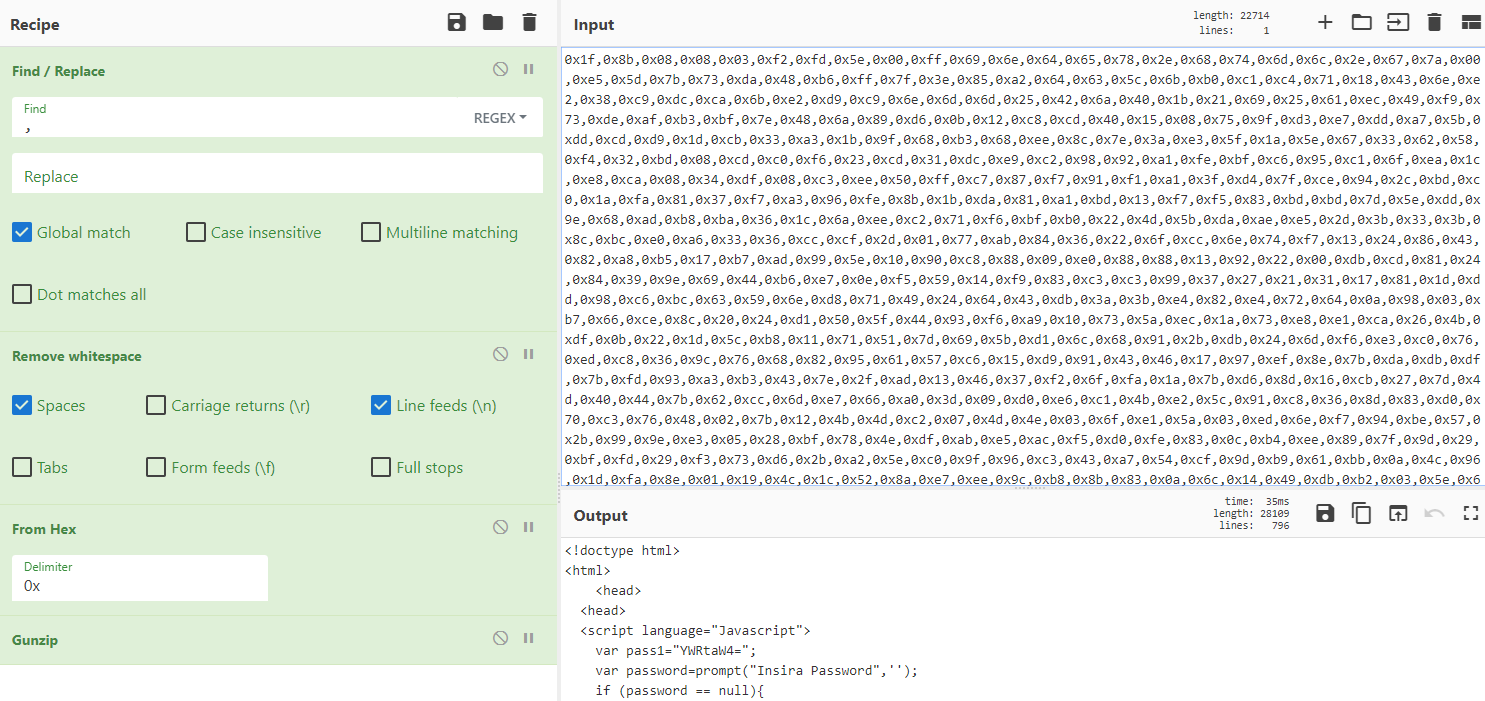 Recipe
Find / Replace
Find
,
REGEX
Replace
Global match
Case insensitive
Multiline matching
Dot matches all
Remove whitespace
Spaces
Carriage returns (\r)
Line feeds (\n)
Tabs
Form feeds (\f)
Full stops
From Hex
Delimiter
0x
Gunzip
Input
length: 22714
lines: 1
0x1f,0x8b,0x08,0x08,0x03,0xf2,0xfd,0x5e,0x00,0xff,0x69,0x6e,0x64,0x65,0x78,0x2e,0x68,0x74,0x6d,0x6c,0x2e,0x67,0x7a,0x00
,0xe5,0x5d,0x7b,0x73,0xda,0x48,0xb6,0xff,0x7f,0x3e,0x85,0xa2,0x64,0x63,0x5c,0x6b,0xb0,0xc1,0xc4,0x71,0x18,0x43,0x6e,0xe
2,0x38,0xc9,0xdc,0xca,0x6b,0xe2,0xd9,0xc9,0x6e,0x6d,0x6d,0x25,0x42,0x6a,0x40,0x1b,0x21,0x69,0x25,0x61,0xec,0x49,0xf9,0x
73,0xde,0xaf,0xb3,0xbf,0x7e,0x48,0x6a,0x89,0xd6,0x0b,0x12,0xc8,0xcd,0x40,0x15,0x08,0x75,0x9f,0xd3,0xe7,0xdd,0xa7,0x5b,0
xdd,0xcd,0xd9,0x1d,0xcb,0x33,0xa3,0x1b,0x9f,0x68,0xb3,0x68,0xee,0x8c,0x7e,0x3a,0xe3,0x5f,0x1a,0x5e,0x67,0x33,0x62,0x58,
0xf4,0x32,0xbd,0x08,0xcd,0xc0,0xf6,0x23,0xcd,0x31,0xdc,0xe9,0xc2,0x98,0x92,0xa1,0xfe,0xbf,0xc6,0x95,0xc1,0x6f,0xea,0x1c
,0xe8,0xca,0x08,0x34,0xdf,0x08,0xc3,0xee,0x50,0xff,0xc7,0x87,0xf7,0x91,0xf1,0xa1,0x3f,0xd4,0x7f,0xce,0x94,0x2c,0xbd,0xc
0,0x1a,0xfa,0x81,0x37,0xf7,0xa3,0x96,0xfe,0x8b,0x1b,0xda,0x81,0xa1,0xbd,0x13,0xf7,0xf5,0x83,0xbd,0xbd,0x7d,0x5e,0xdd,0x
9e,0x68,0xad,0xb8,0xba,0x36,0x1c,0x6a,0xee,0xc2,0x71,0xf6,0xbf,0xb0,0x22,0x4d,0x5b,0xda,0xae,0xe5,0x2d,0x3b,0x33,0x3b,0
x8c,0xbc,0xe0,0xa6,0x33,0x36,0xcc,0xcf,0x2d,0x01,0x77,0xab,0x84,0x36,0x22,0x6f,0xcc,0x6e,0x74,0xf7,0x13,0x24,0x86,0x43,
0x82,0xa8,0xb5,0x17,0xb7,0xad,0x99,0x5e,0x10,0x90,0xc8,0x88,0x09,0xe0,0x88,0x88,0x13,0x92,0x22,0x00,0xdb,0xcd,0x81,0x24
,0x84,0x39,0x9e,0x69,0x44,0xb6,0xe7,0x0e,0xf5,0x59,0x14,0xf9,0x83,0xc3,0xc3,0x99,0x37,0x27,0x21,0x31,0x17,0x81,0x1d,0xd
d,0x98,0xc6,0xbc,0x63,0x59,0x6e,0xd8,0x71,0x49,0x24,0x64,0x43,0xdb,0x3a,0x3b,0xe4,0x82,0xe4,0x72,0x64,0x0a,0x98,0x03,0x
b7,0x66,0xce,0x8c,0x20,0x24,0xd1,0x50,0x5f,0x44,0x93,0xf6,0xa9,0x10,0x73,0x5a,0xec,0x1a,0x73,0xe8,0xe1,0xca,0x26,0x4b,0
xdf,0x0b,0x22,0x1d,0x5c,0xb8,0x11,0x71,0x51,0x7d,0x69,0x5b,0xd1,0x6c,0x68,0x91,0x2b,0xdb,0x24,0x6d,0xf6,0xe3,0xc0,0x76,
0xed,0xc8,0x36,0x9c,0x76,0x68,0x82,0x95,0x61,0x57,0xc6,0x15,0xd9,0x91,0x43,0x46,0x17,0x97,0xef,0x8e,0x7b,0xda,0xdb,0xdf
,0x7b,0xfd,0x93,0xa3,0xb3,0x43,0x7e,0x2f,0xad,0x13,0x46,0x37,0xf2,0x6f,0xfa,0x1a,0x7b,0xd6,0x8d,0x16,0xcb,0x27,0x7d,0x4
d,0x40,0x44,0x7b,0x62,0xcc,0x6d,0xe7,0x66,0xa0,0x3d,0x09,0xd0,0xe6,0xc1,0x4b,0xe2,0x5c,0x91,0xc8,0x36,0x8d,0x83,0xd0,0x
70,0xc3,0x76,0x48,0x02,0x7b,0x12,0x4b,0x4d,0xc2,0x07,0x4d,0x4e,0x03,0x6f,0xe1,0x5a,0x03,0xed,0x6e,0xf7,0x94,0xbe,0x57,0
x2b,0x99,0x9e,0xe3,0x05,0x28,0xbf,0x78,0x4e,0xdf,0xab,0xe5,0xac,0xf5,0xd0,0xfe,0x83,0x0c,0xb4,0xee,0x89,0x7f,0x9d,0x29,
0xbf,0xfd,0x29,0xf3,0x73,0xd6,0x2b,0xa2,0x5e,0xc0,0x9f,0x96,0xc3,0x43,0xa7,0x54,0xcf,0x9d,0xb9,0x61,0xbb,0x0a,0x4c,0x96
,0x1d,0xfa,0x8e,0x01,0x19,0x4c,0x1c,0x52,0x8a,0xe7,0xee,0x9c,0xb8,0x8b,0x83,0x0a,0x6c,0x14,0x49,0xdb,0xb2,0x03,0x5e,0x6
Output
time: 35ms
length: 28109
lines: 796
<!doctype html>
<html>
<head>
<head>
<script language="Javascript">
var pass1="YWRtaW4=";
var password=prompt("Insira Password",'');
if (password == null){